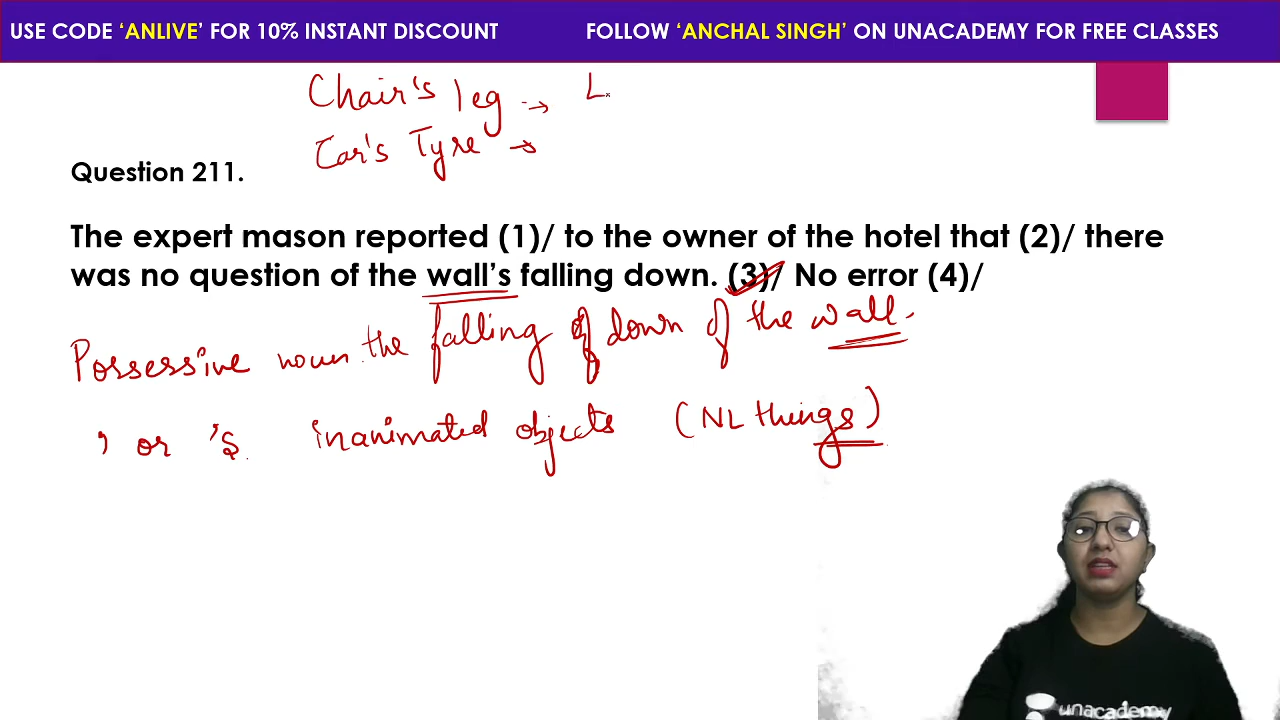 USE CODE ‘ANLIVE’ FOR 10% INSTANT DISCOUNT
FOLLOW ‘ANCHAL SINGH’ ON UNACADEMY FOR FREE CLASSES
Chair's leg → L
Car's Tyre →
Question 211.
The expert mason reported (1)/ to the owner of the hotel that (2)/ there
was no question of the wall’s falling down. (3)/ No error (4)/
Possessive noun. the falling of down of the wall.
' or 's inanimated objects (NL things)
unacademy